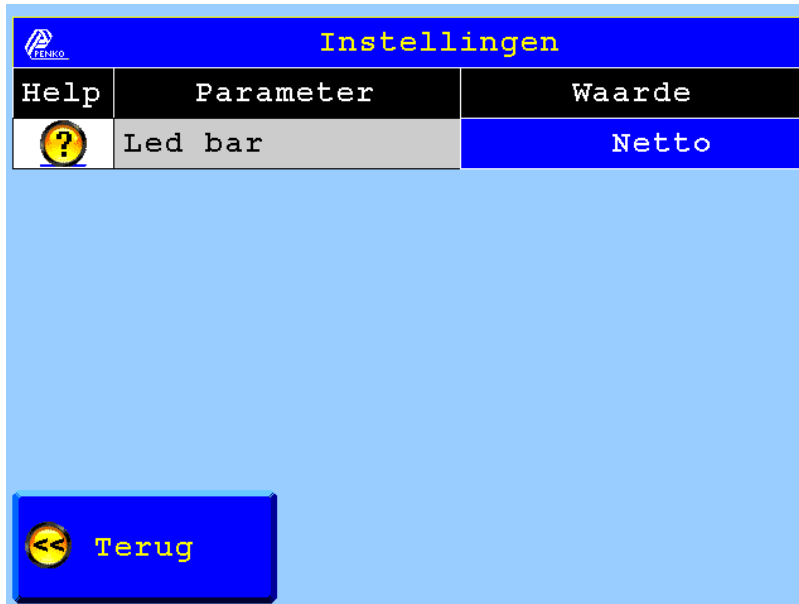 PENKO
Instellingen
Help Parameter Waarde
? Led bar Netto
<< Terug